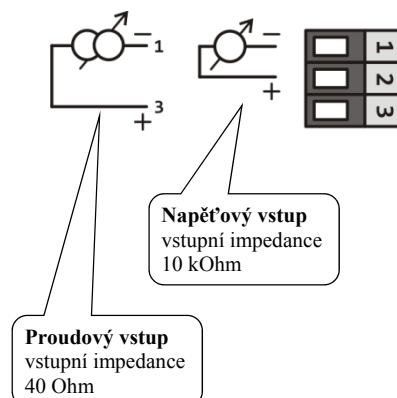 − 1
+ 3
−
+
1
2
3
Napěťový vstup
vstupní impedance
10 kOhm
Proudový vstup
vstupní impedance
40 Ohm